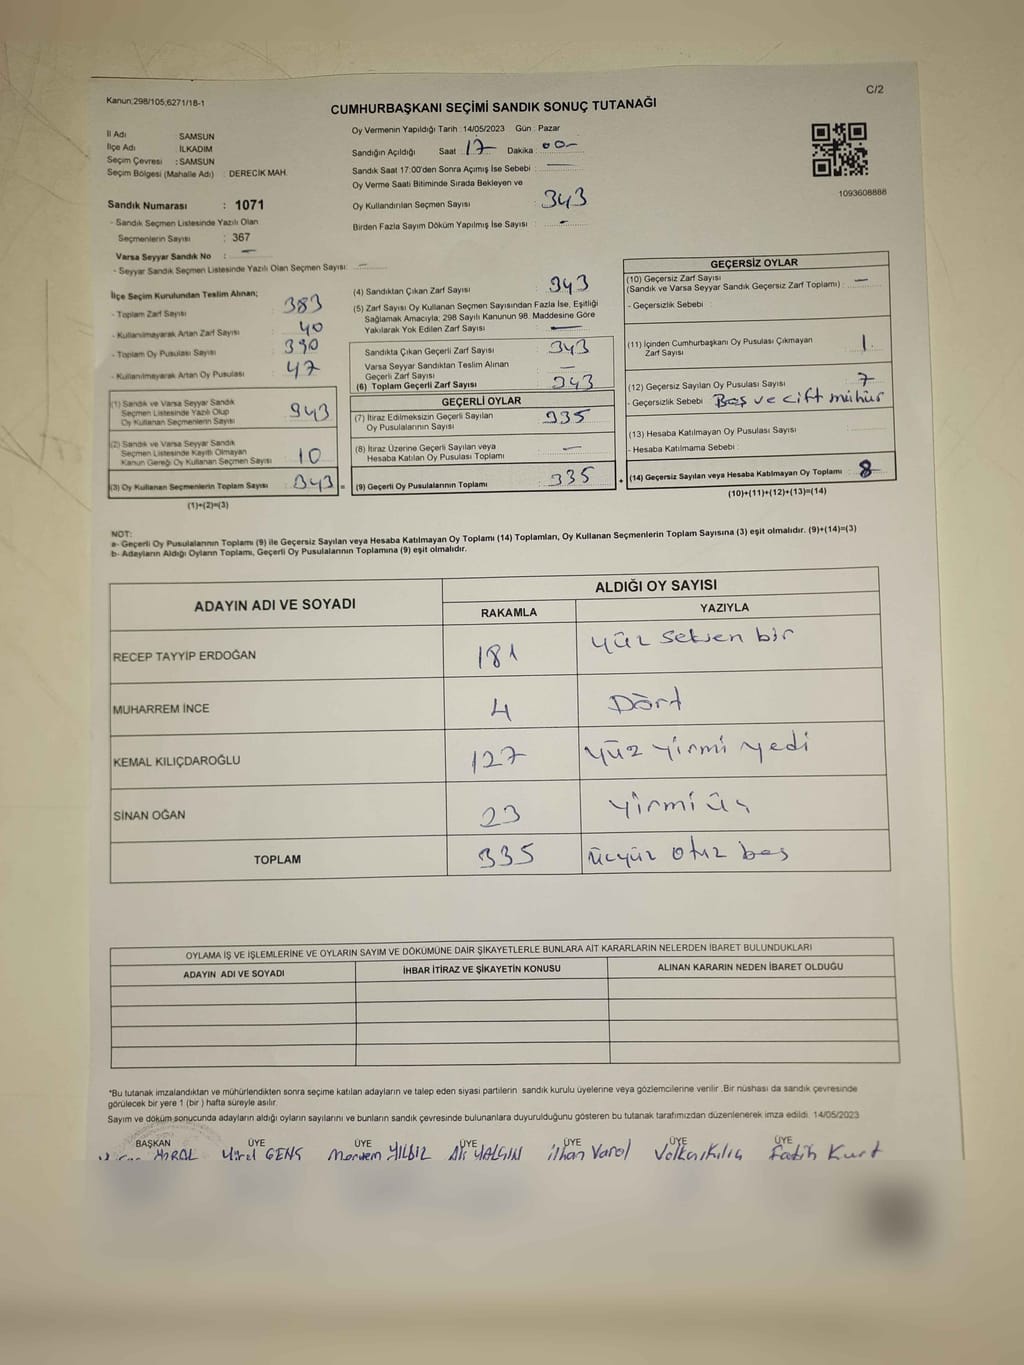 Kanun;298/105;6271/18-1
C/2
CUMHURBAŞKANI SEÇİMİ SANDIK SONUÇ TUTANAĞI
İl Adı : SAMSUN
İlçe Adı : İLKADIM
Seçim Çevresi : SAMSUN
Seçim Bölgesi (Mahalle Adı) : DERECİK MAH.
Sandık Numarası : 1071
- Sandık Seçmen Listesinde Yazılı Olan
Seçmenlerin Sayısı : 367
Varsa Seyyar Sandık No : —
- Seyyar Sandık Seçmen Listesinde Yazılı Olan Seçmen Sayısı: —
Oy Vermenin Yapıldığı Tarih :14/05/2023 Gün : Pazar
Sandığın Açıldığı Saat : 17 Dakika : 00
Sandık Saat 17:00'den Sonra Açımış İse Sebebi : —
Oy Verme Saati Bitiminde Sırada Bekleyen ve
Oy Kullandırılan Seçmen Sayısı : 343
Birden Fazla Sayım Döküm Yapılmış İse Sayısı : —
1093608888
İlçe Seçim Kurulundan Teslim Alınan;
- Toplam Zarf Sayısı : 383
- Kullanılmayarak Artan Zarf Sayısı : 40
- Toplam Oy Pusulası Sayısı : 390
- Kullanılmayarak Artan Oy Pusulası : 47
(1) Sandık ve Varsa Seyyar Sandık
Seçmen Listesinde Yazılı Olup
Oy Kullanan Seçmenlerin Sayısı :
(2) Sandık ve Varsa Seyyar Sandık
Seçmen Listesinde Kayıtlı Olmayan
Kanun Gereği Oy Kullanan Seçmen Sayısı : 10
(3) Oy Kullanan Seçmenlerin Toplam Sayısı : 343 =
(1)+(2)=(3)
(4) Sandıktan Çıkan Zarf Sayısı : 343
(5) Zarf Sayısı Oy Kullanan Seçmen Sayısından Fazla İse, Eşitliği
Sağlamak Amacıyla; 298 Sayılı Kanunun 98. Maddesine Göre
Yakılarak Yok Edilen Zarf Sayısı : —
Sandıkta Çıkan Geçerli Zarf Sayısı : 343
Varsa Seyyar Sandıktan Teslim Alınan
Geçerli Zarf Sayısı : —
(6) Toplam Geçerli Zarf Sayısı : 343
GEÇERLİ OYLAR
(7) İtiraz Edilmeksizin Geçerli Sayılan
Oy Pusulalarının Sayısı : 335
(8) İtiraz Üzerine Geçerli Sayılan veya
Hesaba Katılan Oy Pusulası Toplamı : —
(9) Geçerli Oy Pusulalarının Toplamı : 335 +
GEÇERSİZ OYLAR
(10) Geçersiz Zarf Sayısı
(Sandık ve Varsa Seyyar Sandık Geçersiz Zarf Toplamı) : —
- Geçersizlik Sebebi :
(11) İçinden Cumhurbaşkanı Oy Pusulası Çıkmayan
Zarf Sayısı : 1
(12) Geçersiz Sayılan Oy Pusulası Sayısı : 7
- Geçersizlik Sebebi : Boş ve çift mühür
(13) Hesaba Katılmayan Oy Pusulası Sayısı :
- Hesaba Katılmama Sebebi :
(14) Geçersiz Sayılan veya Hesaba Katılmayan Oy Toplamı : 8
(10)+(11)+(12)+(13)=(14)
NOT:
a- Geçerli Oy Pusulalarının Toplamı (9) ile Geçersiz Sayılan veya Hesaba Katılmayan Oy Toplamı (14) Toplamları, Oy Kullanan Seçmenlerin Toplam Sayısına (3) eşit olmalıdır. (9)+(14)=(3)
b- Adayların Aldığı Oyların Toplamı, Geçerli Oy Pusulalarının Toplamına (9) eşit olmalıdır.
ADAYIN ADI VE SOYADI
ALDIĞI OY SAYISI
RAKAMLA YAZIYLA
RECEP TAYYİP ERDOĞAN 181 yüz seksen bir
MUHARREM İNCE 4 Dört
KEMAL KILIÇDAROĞLU 127 yüz yirmi yedi
SİNAN OĞAN 23 yirmi üç
TOPLAM 335 üçyüz otuz beş
OYLAMA İŞ VE İŞLEMLERİNE VE OYLARIN SAYIM VE DÖKÜMÜNE DAİR ŞİKAYETLERLE BUNLARA AİT KARARLARIN NELERDEN İBARET BULUNDUKLARI
ADAYIN ADI VE SOYADI İHBAR İTİRAZ VE ŞİKAYETİN KONUSU ALINAN KARARIN NEDEN İBARET OLDUĞU
*Bu tutanak imzalandıktan ve mühürlendikten sonra seçime katılan adayların ve talep eden siyasi partilerin sandık kurulu üyelerine veya gözlemcilerine verilir .Bir nüshası da sandık çevresinde
görülecek bir yere 1 (bir ) hafta süreyle asılır.
Sayım ve döküm sonucunda adayların aldığı oyların sayılarını ve bunların sandık çevresinde bulunanlara duyurulduğunu gösteren bu tutanak tarafımızdan düzenlenerek imza edildi. 14/05/2023
BAŞKAN ÜYE ÜYE ÜYE ÜYE ÜYE ÜYE
GENÇ YILDIZ Ali YALÇIN İlhan Varol Volkan Kılıç Fatih Kurt